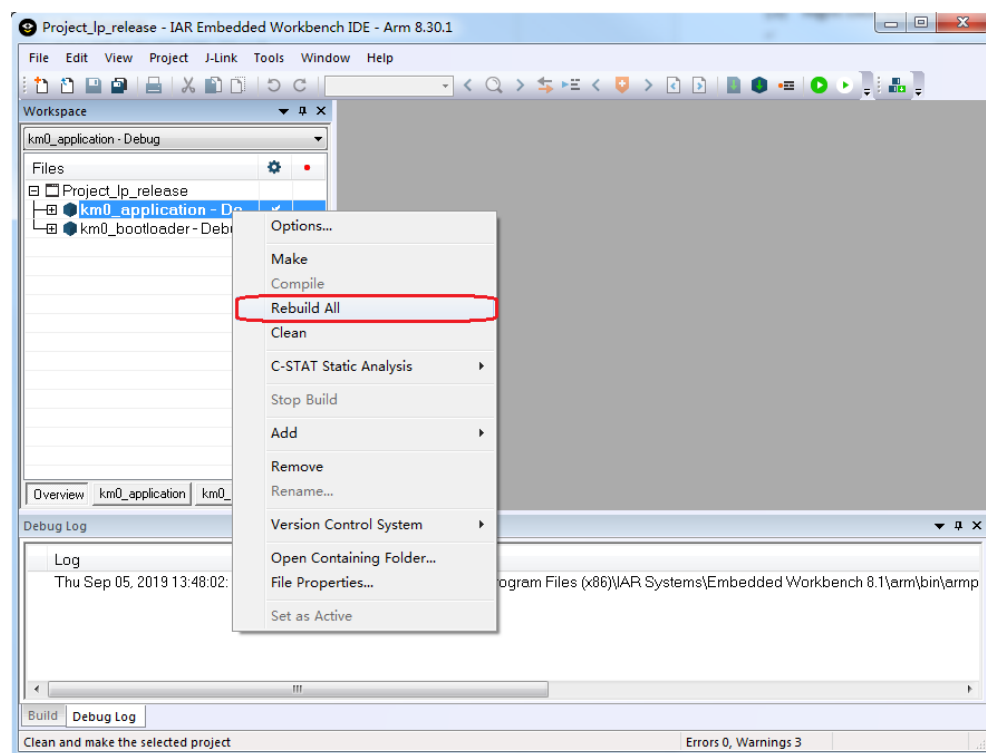 Project_lp_release - IAR Embedded Workbench IDE - Arm 8.30.1
File Edit View Project J-Link Tools Window Help
Workspace
km0_application - Debug
Files
Project_lp_release
km0_application - De
km0_bootloader - Debu
Options...
Make
Compile
Rebuild All
Clean
C-STAT Static Analysis
Stop Build
Add
Remove
Rename...
Version Control System
Open Containing Folder...
File Properties...
Set as Active
Overview km0_application km0_
Debug Log
Log
Thu Sep 05, 2019 13:48:02: ogram Files (x86)\IAR Systems\Embedded Workbench 8.1\arm\bin\armp
Build Debug Log
Clean and make the selected project Errors 0, Warnings 3